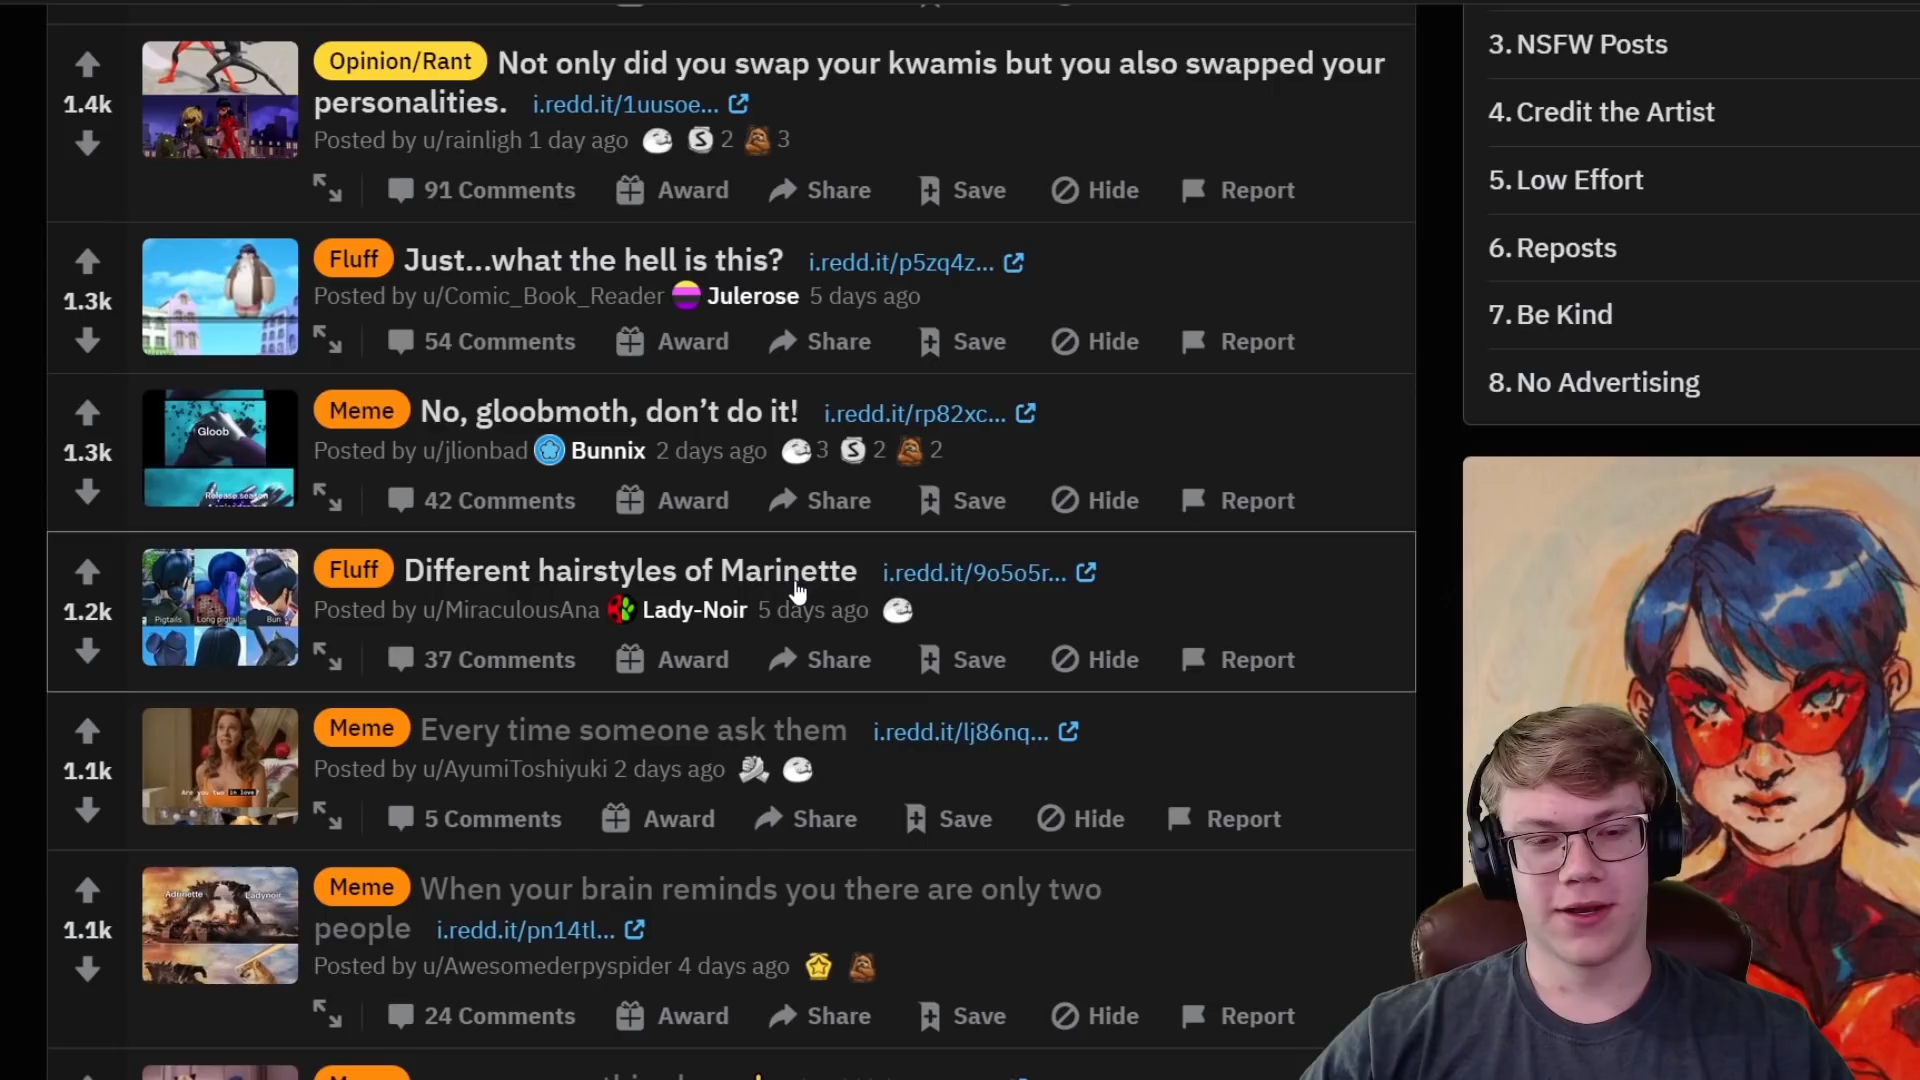 Opinion/Rant Not only did you swap your kwamis but you also swapped your
personalities. i.redd.it/1uusoe...
1.4k
Posted by u/rainligh 1 day ago 2 3
91 Comments Award Share Save Hide Report
Fluff Just...what the hell is this? i.redd.it/p5zq4z...
1.3k
Posted by u/Comic_Book_Reader Julerose 5 days ago
54 Comments Award Share Save Hide Report
Meme No, gloobmoth, don’t do it! i.redd.it/rp82xc...
Gloob
1.3k
Posted by u/jlionbad Bunnix 2 days ago 3 2 2
Release season
42 Comments Award Share Save Hide Report
Fluff Different hairstyles of Marinette i.redd.it/9o5o5r...
1.2k
Posted by u/MiraculousAna Lady-Noir 5 days ago
Pigtails Long pigtails Bun
37 Comments Award Share Save Hide Report
Meme Every time someone ask them i.redd.it/lj86nq...
1.1k
Posted by u/AyumiToshiyuki 2 days ago
Are you two in love?
5 Comments Award Share Save Hide Report
Meme When your brain reminds you there are only two
people i.redd.it/pn14tl...
Adrinette Ladynoir
1.1k
Posted by u/Awesomederpyspider 4 days ago
24 Comments Award Share Save Hide Report
3. NSFW Posts
4. Credit the Artist
5. Low Effort
6. Reposts
7. Be Kind
8. No Advertising